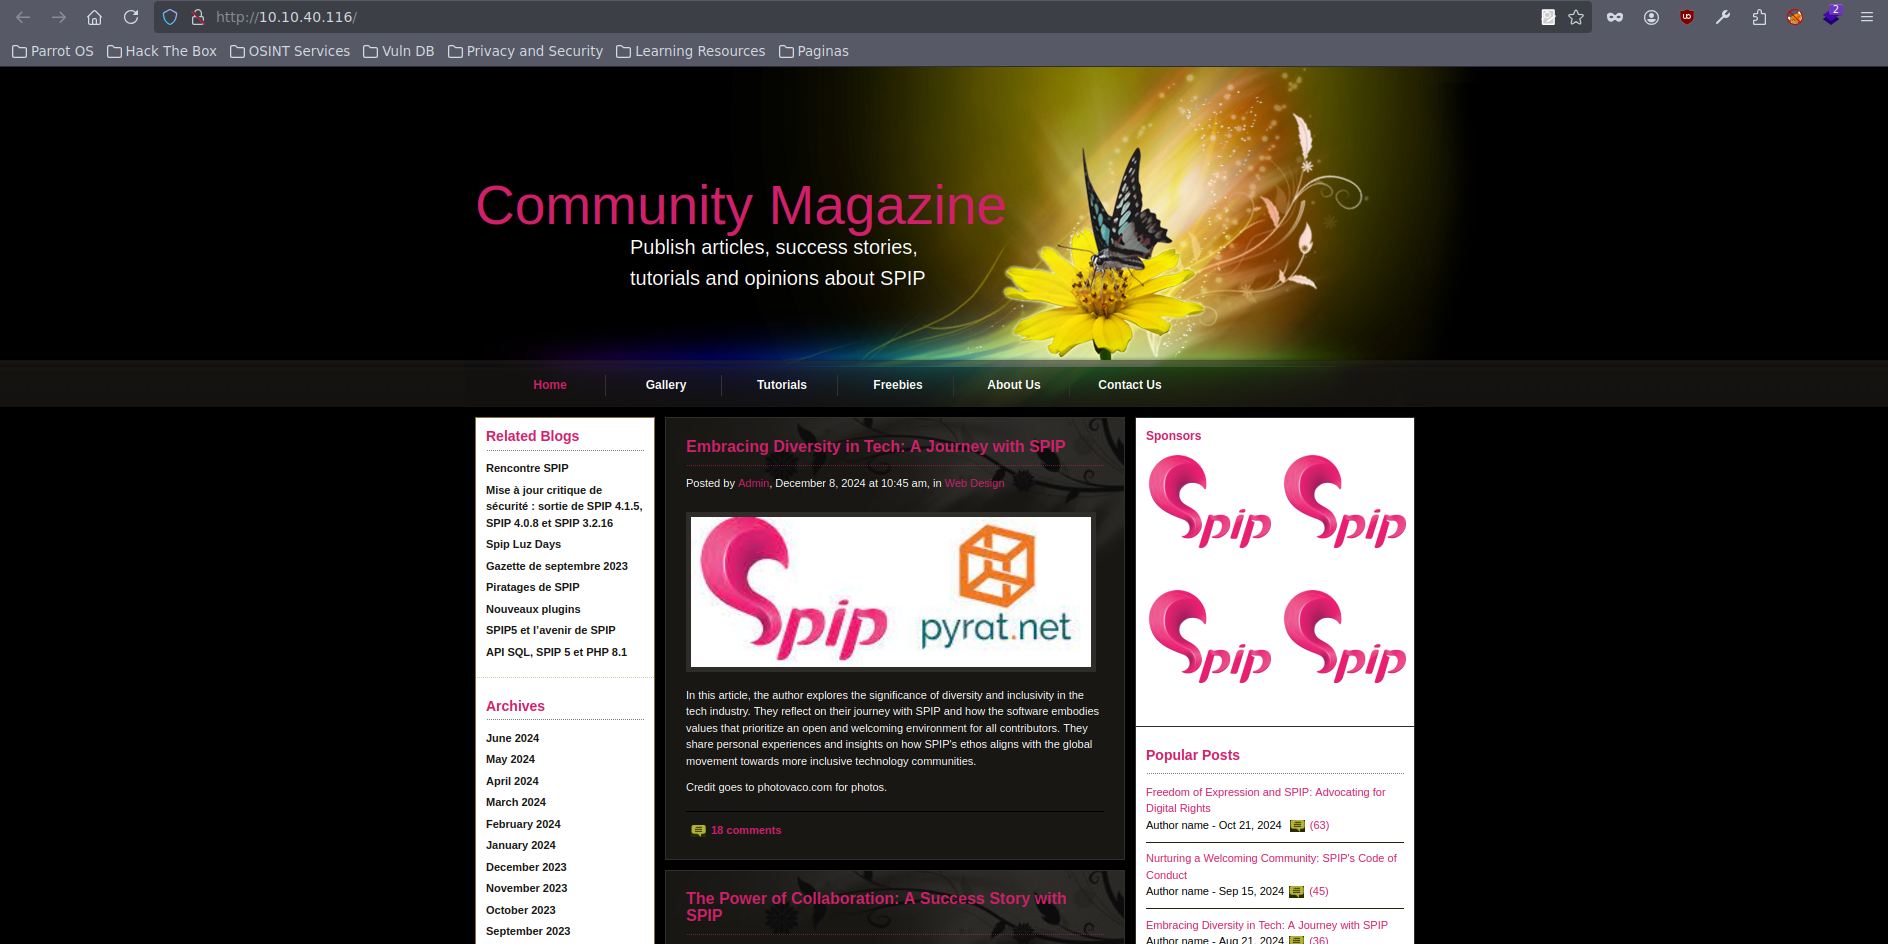 http://10.10.40.116/
2
Parrot OS
Hack The Box
OSINT Services
Vuln DB
Privacy and Security
Learning Resources
Paginas
Community Magazine
Publish articles, success stories,
tutorials and opinions about SPIP
Home
Gallery
Tutorials
Freebies
About Us
Contact Us
Related Blogs
Rencontre SPIP
Mise à jour critique de
sécurité : sortie de SPIP 4.1.5,
SPIP 4.0.8 et SPIP 3.2.16
Spip Luz Days
Gazette de septembre 2023
Piratages de SPIP
Nouveaux plugins
SPIP5 et l'avenir de SPIP
API SQL, SPIP 5 et PHP 8.1
Archives
June 2024
May 2024
April 2024
March 2024
February 2024
January 2024
December 2023
November 2023
October 2023
September 2023
Embracing Diversity in Tech: A Journey with SPIP
Posted by Admin, December 8, 2024 at 10:45 am, in Web Design
Spip
pyrat.net
In this article, the author explores the significance of diversity and inclusivity in the
tech industry. They reflect on their journey with SPIP and how the software embodies
values that prioritize an open and welcoming environment for all contributors. They
share personal experiences and insights on how SPIP's ethos aligns with the global
movement towards more inclusive technology communities.
Credit goes to photovaco.com for photos.
18 comments
The Power of Collaboration: A Success Story with
SPIP
Sponsors
Spip
Spip
Spip
Spip
Popular Posts
Freedom of Expression and SPIP: Advocating for
Digital Rights
Author name - Oct 21, 2024 (63)
Nurturing a Welcoming Community: SPIP's Code of
Conduct
Author name - Sep 15, 2024 (45)
Embracing Diversity in Tech: A Journey with SPIP
Author name - Aug 21, 2024 (36)